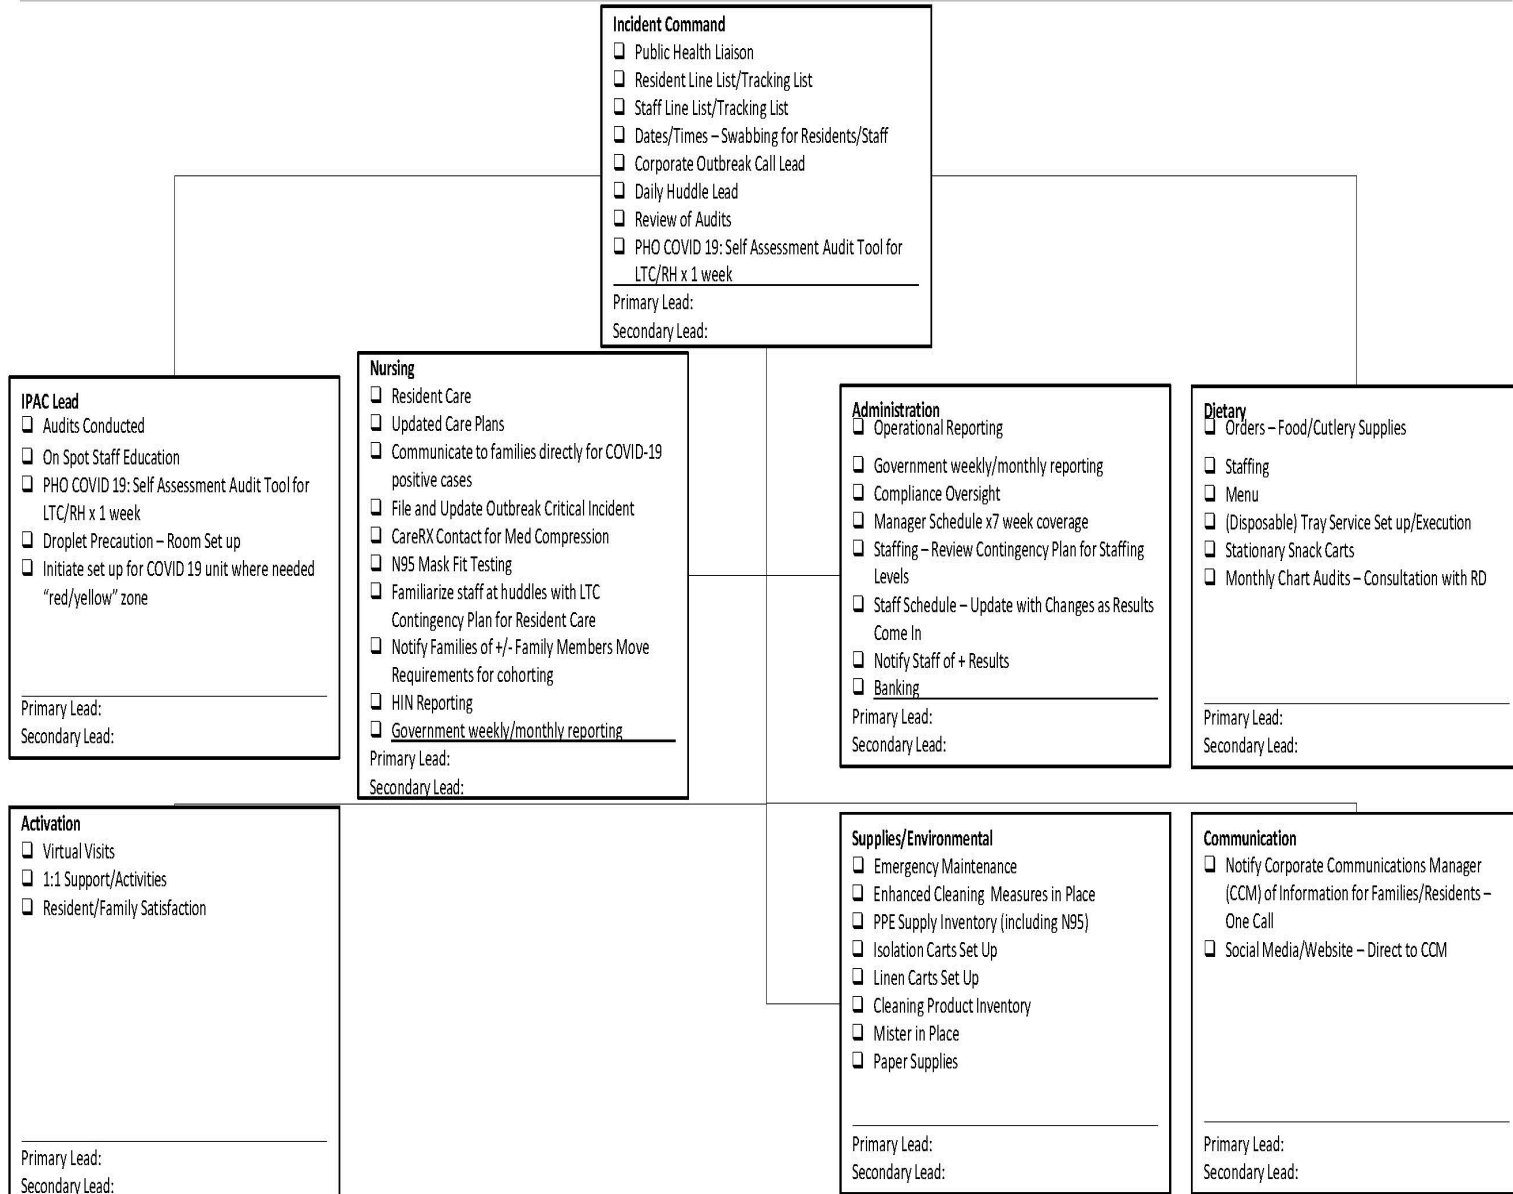 Incident Command
❑ Public Health Liaison
❑ Resident Line List/Tracking List
❑ Staff Line List/Tracking List
❑ Dates/Times – Swabbing for Residents/Staff
❑ Corporate Outbreak Call Lead
❑ Daily Huddle Lead
❑ Review of Audits
❑ PHO COVID 19: Self Assessment Audit Tool for
LTC/RH x 1 week
Primary Lead:
Secondary Lead:
IPAC Lead
❑ Audits Conducted
❑ On Spot Staff Education
❑ PHO COVID 19: Self Assessment Audit Tool for
LTC/RH x 1 week
❑ Droplet Precaution – Room Set up
❑ Initiate set up for COVID 19 unit where needed
“red/yellow” zone
Primary Lead:
Secondary Lead:
Nursing
❑ Resident Care
❑ Updated Care Plans
❑ Communicate to families directly for COVID-19
positive cases
❑ File and Update Outbreak Critical Incident
❑ CareRX Contact for Med Compression
❑ N95 Mask Fit Testing
❑ Familiarize staff at huddles with LTC
Contingency Plan for Resident Care
❑ Notify Families of +/- Family Members Move
Requirements for cohorting
❑ HIN Reporting
❑ Government weekly/monthly reporting
Primary Lead:
Secondary Lead:
Administration
❑ Operational Reporting
❑ Government weekly/monthly reporting
❑ Compliance Oversight
❑ Manager Schedule x7 week coverage
❑ Staffing – Review Contingency Plan for Staffing
Levels
❑ Staff Schedule – Update with Changes as Results
Come In
❑ Notify Staff of + Results
❑ Banking
Primary Lead:
Secondary Lead:
Dietary
❑ Orders – Food/Cutlery Supplies
❑ Staffing
❑ Menu
❑ (Disposable) Tray Service Set up/Execution
❑ Stationary Snack Carts
❑ Monthly Chart Audits – Consultation with RD
Primary Lead:
Secondary Lead:
Activation
❑ Virtual Visits
❑ 1:1 Support/Activities
❑ Resident/Family Satisfaction
Primary Lead:
Secondary Lead:
Supplies/Environmental
❑ Emergency Maintenance
❑ Enhanced Cleaning Measures in Place
❑ PPE Supply Inventory (including N95)
❑ Isolation Carts Set Up
❑ Linen Carts Set Up
❑ Cleaning Product Inventory
❑ Mister in Place
❑ Paper Supplies
Primary Lead:
Secondary Lead:
Communication
❑ Notify Corporate Communications Manager
(CCM) of Information for Families/Residents –
One Call
❑ Social Media/Website – Direct to CCM
Primary Lead:
Secondary Lead: